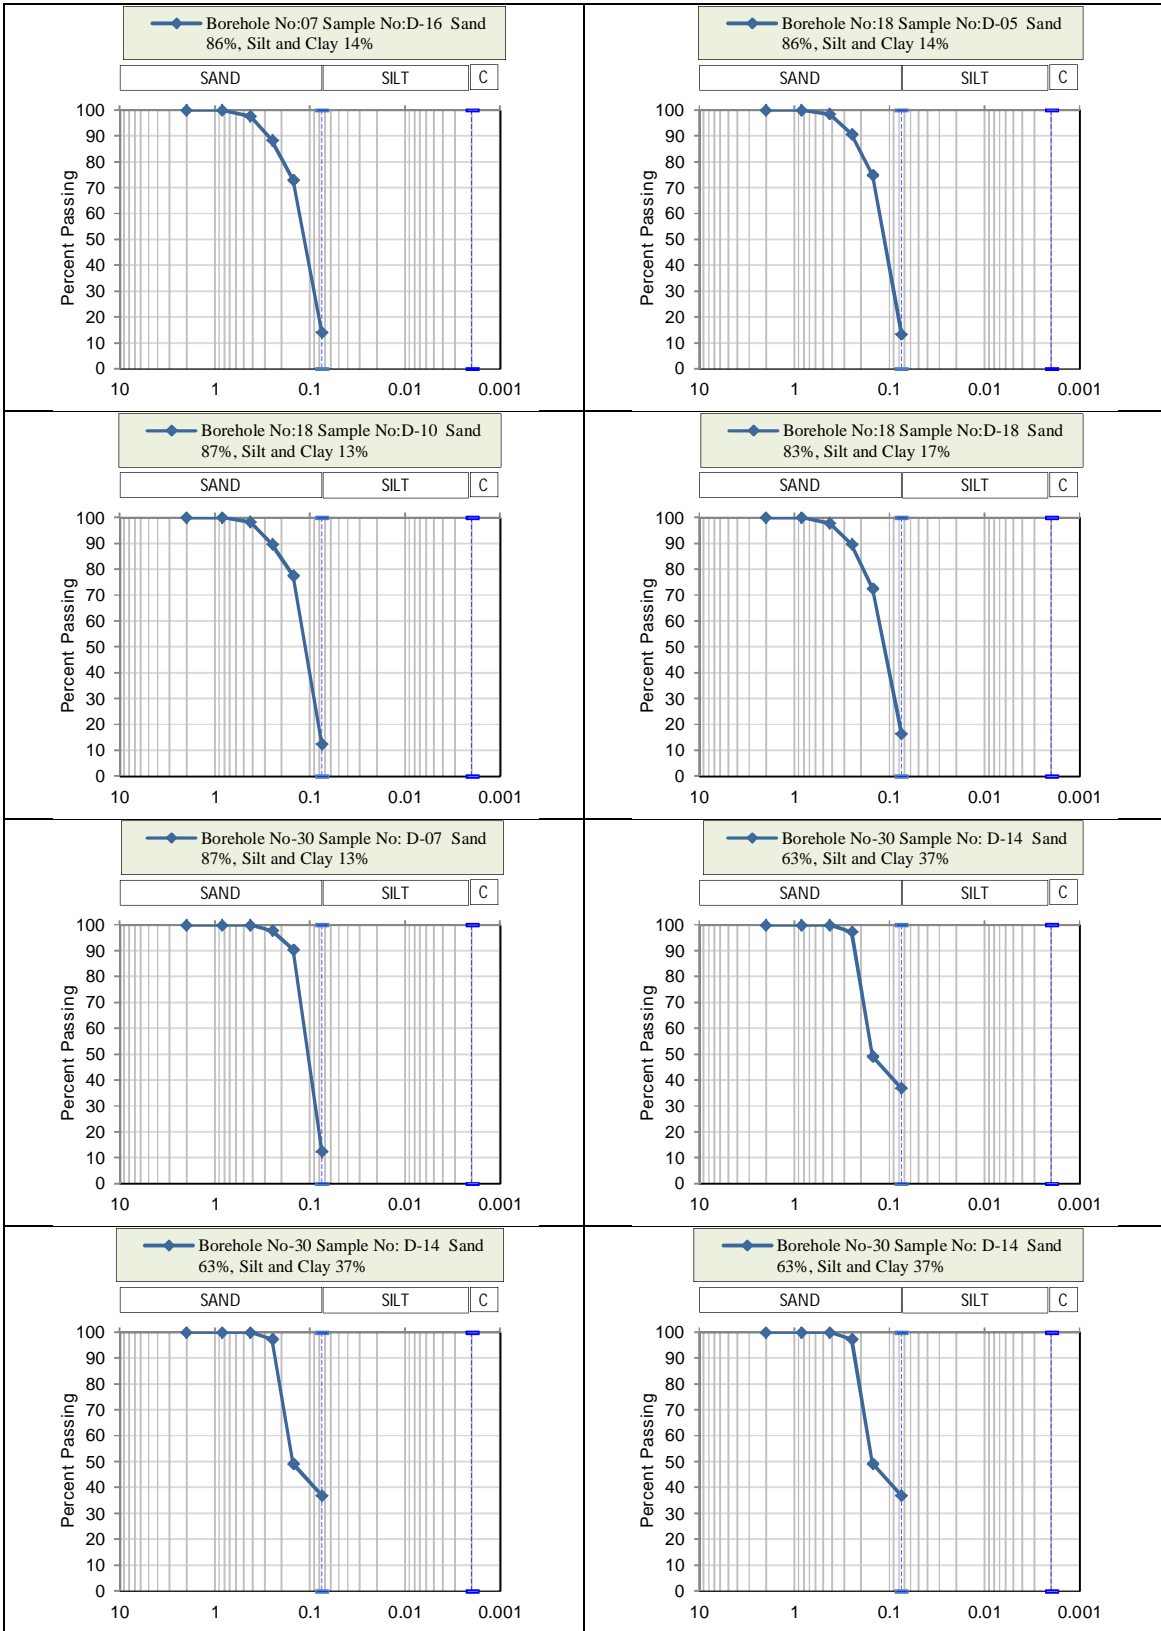 Borehole No:07 Sample No:D-16 Sand
86%, Silt and Clay 14%
SAND SILT C
Percent Passing
100
90
80
70
60
50
40
30
20
10
0
10 1 0.1 0.01 0.001
Borehole No:18 Sample No:D-05 Sand
86%, Silt and Clay 14%
SAND SILT C
Percent Passing
100
90
80
70
60
50
40
30
20
10
0
10 1 0.1 0.01 0.001
Borehole No:18 Sample No:D-10 Sand
87%, Silt and Clay 13%
SAND SILT C
Percent Passing
100
90
80
70
60
50
40
30
20
10
0
10 1 0.1 0.01 0.001
Borehole No:18 Sample No:D-18 Sand
83%, Silt and Clay 17%
SAND SILT C
Percent Passing
100
90
80
70
60
50
40
30
20
10
0
10 1 0.1 0.01 0.001
Borehole No-30 Sample No: D-07 Sand
87%, Silt and Clay 13%
SAND SILT C
Percent Passing
100
90
80
70
60
50
40
30
20
10
0
10 1 0.1 0.01 0.001
Borehole No-30 Sample No: D-14 Sand
63%, Silt and Clay 37%
SAND SILT C
Percent Passing
100
90
80
70
60
50
40
30
20
10
0
10 1 0.1 0.01 0.001
Borehole No-30 Sample No: D-14 Sand
63%, Silt and Clay 37%
SAND SILT C
Percent Passing
100
90
80
70
60
50
40
30
20
10
0
10 1 0.1 0.01 0.001
Borehole No-30 Sample No: D-14 Sand
63%, Silt and Clay 37%
SAND SILT C
Percent Passing
100
90
80
70
60
50
40
30
20
10
0
10 1 0.1 0.01 0.001